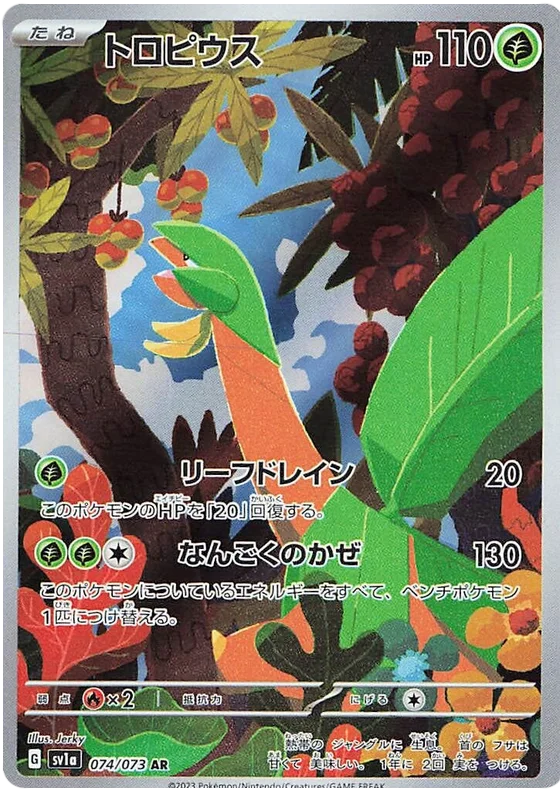 たね トロピウス HP110
リーフドレイン 20
このポケモンのHPを「20」回復する。
なんごくのかぜ 130
このポケモンについているエネルギーをすべて、ベンチポケモン
1匹につけ替える。
弱点 ×2 抵抗力 にげる
Illus. Jerky
G sv1a 074/073 AR
熱帯の ジャングルに 生息。 首の フサは
甘くて 美味しい。 1年に 2回 実を つける。
©2023 Pokémon/Nintendo/Creatures/GAME FREAK